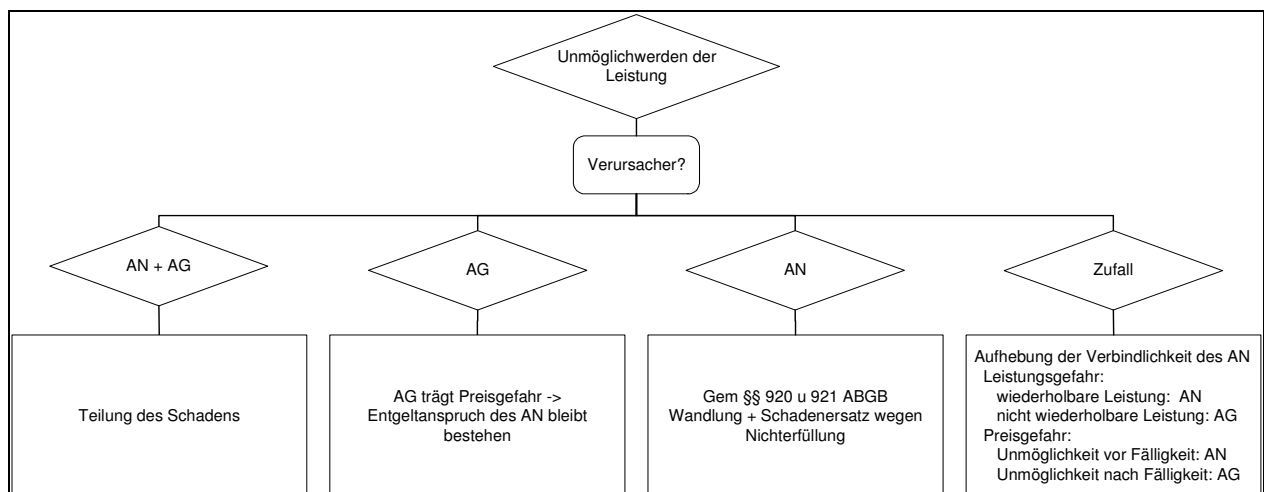 Unmöglichwerden der
Leistung
Verursacher?
AN + AG
AG
AN
Zufall
Teilung des Schadens
AG trägt Preisgefahr ->
Entgeltanspruch des AN bleibt
bestehen
Gem §§ 920 u 921 ABGB
Wandlung + Schadenersatz wegen
Nichterfüllung
Aufhebung der Verbindlichkeit des AN
Leistungsgefahr:
wiederholbare Leistung: AN
nicht wiederholbare Leistung: AG
Preisgefahr:
Unmöglichkeit vor Fälligkeit: AN
Unmöglichkeit nach Fälligkeit: AG